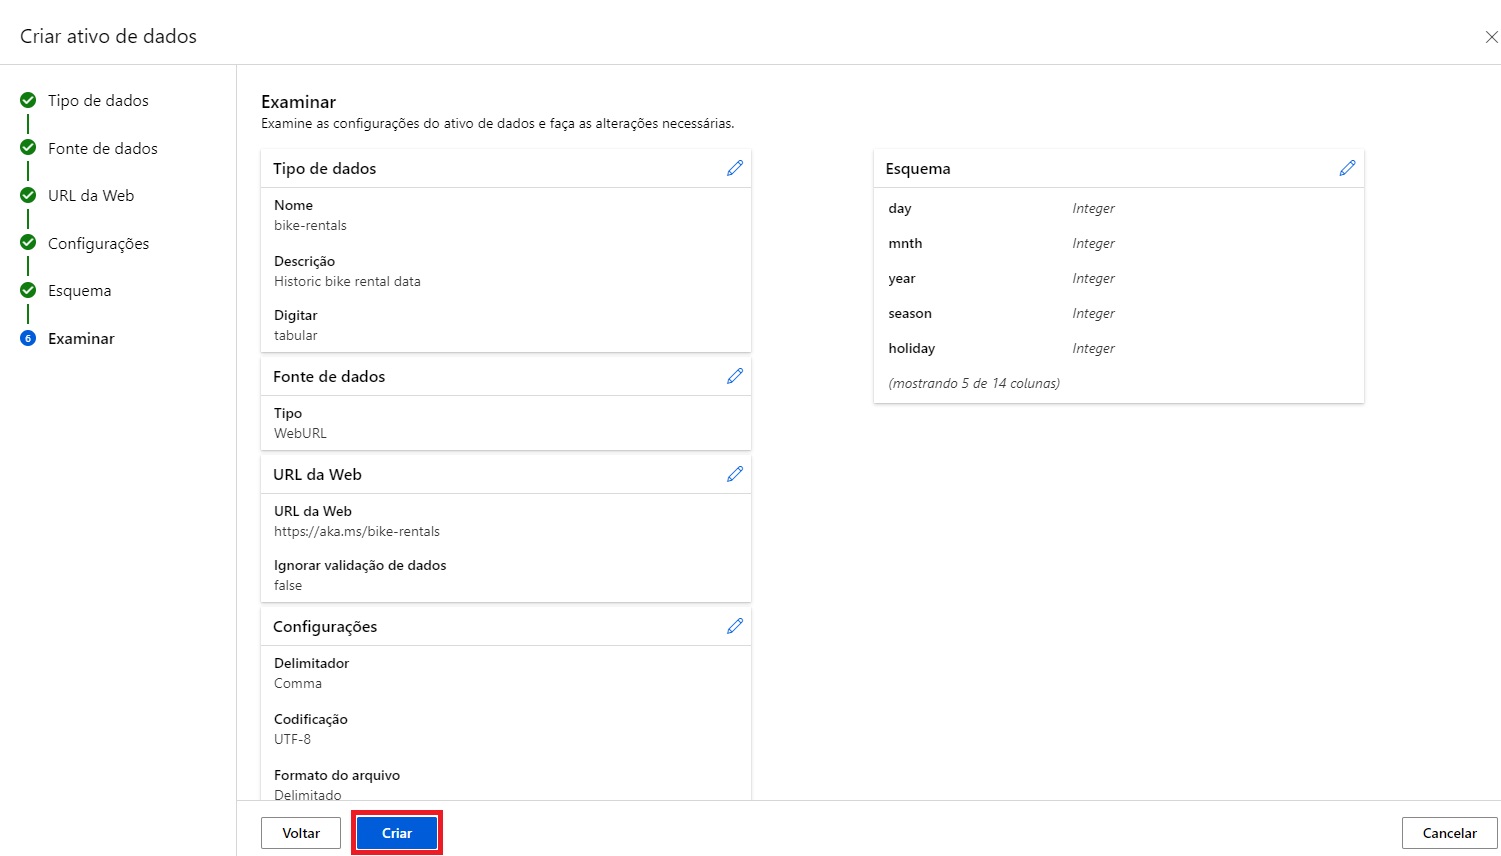 Criar ativo de dados
Tipo de dados
Fonte de dados
URL da Web
Configurações
Esquema
6 Examinar
Examinar
Examine as configurações do ativo de dados e faça as alterações necessárias.
Tipo de dados
Nome
bike-rentals
Descrição
Historic bike rental data
Digitar
tabular
Fonte de dados
Tipo
WebURL
URL da Web
URL da Web
https://aka.ms/bike-rentals
Ignorar validação de dados
false
Configurações
Delimitador
Comma
Codificação
UTF-8
Formato do arquivo
Delimitado
Esquema
day Integer
mnth Integer
year Integer
season Integer
holiday Integer
(mostrando 5 de 14 colunas)
Voltar Criar Cancelar